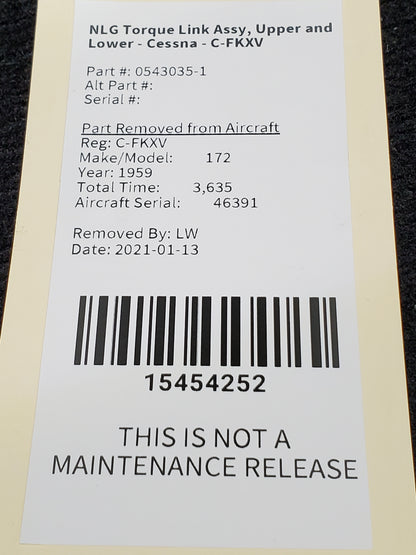 NLG Torque Link Assy, Upper and
Lower - Cessna - C-FKXV
Part #: 0543035-1
Alt Part #:
Serial #:
Part Removed from Aircraft
Reg: C-FKXV
Make/Model: 172
Year: 1959
Total Time: 3,635
Aircraft Serial: 46391
Removed By: LW
Date: 2021-01-13
15454252
THIS IS NOT A
MAINTENANCE RELEASE